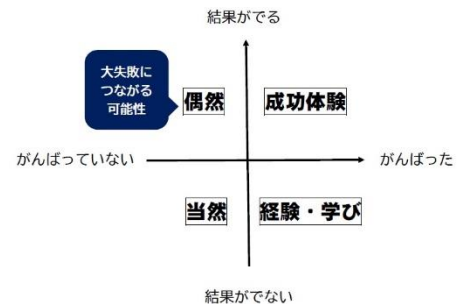 結果がでる
大失敗に
つながる
可能性
偶然
成功体験
がんばっていない
がんばった
当然
経験・学び
結果がでない